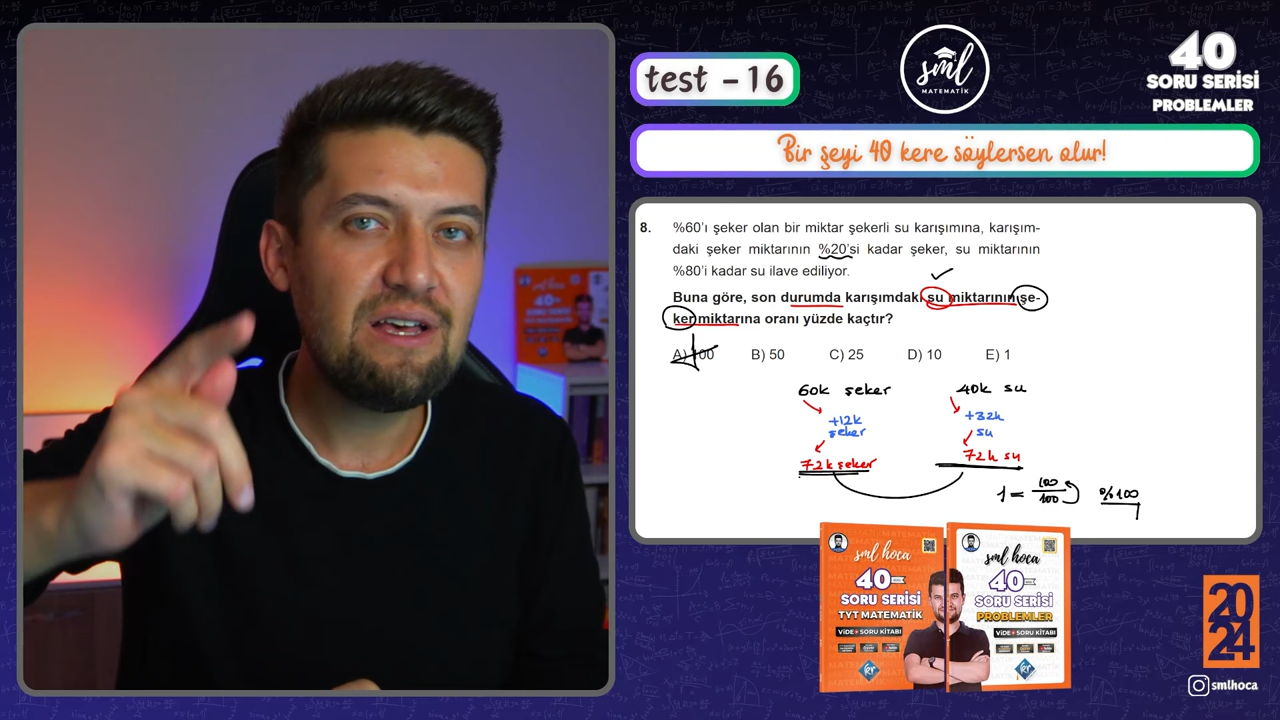 test - 16
sml
MATEMATİK
40
SORU SERİSİ
PROBLEMLER
Bir şeyi 40 kere söylersen olur!
8. %60'ı şeker olan bir miktar şekerli su karışımına, karışım-
daki şeker miktarının %20'si kadar şeker, su miktarının
%80'i kadar su ilave ediliyor.
Buna göre, son durumda karışımdaki su miktarının şe-
ker miktarına oranı yüzde kaçtır?
A) 100 B) 50 C) 25 D) 10 E) 1
60k şeker 40k su
+12k +32k
şeker su
72k şeker 72k su
1 = 100/100 %100
sml hoca
40
SORU SERİSİ
TYT MATEMATİK
VİDEO SORU KİTABI
kr
sml hoca
40
SORU SERİSİ
PROBLEMLER
VİDEO SORU KİTABI
kr
2024
smlhoca